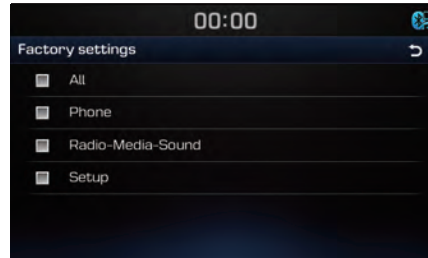 00:00
Factory settings
All
Phone
Radio-Media-Sound
Setup